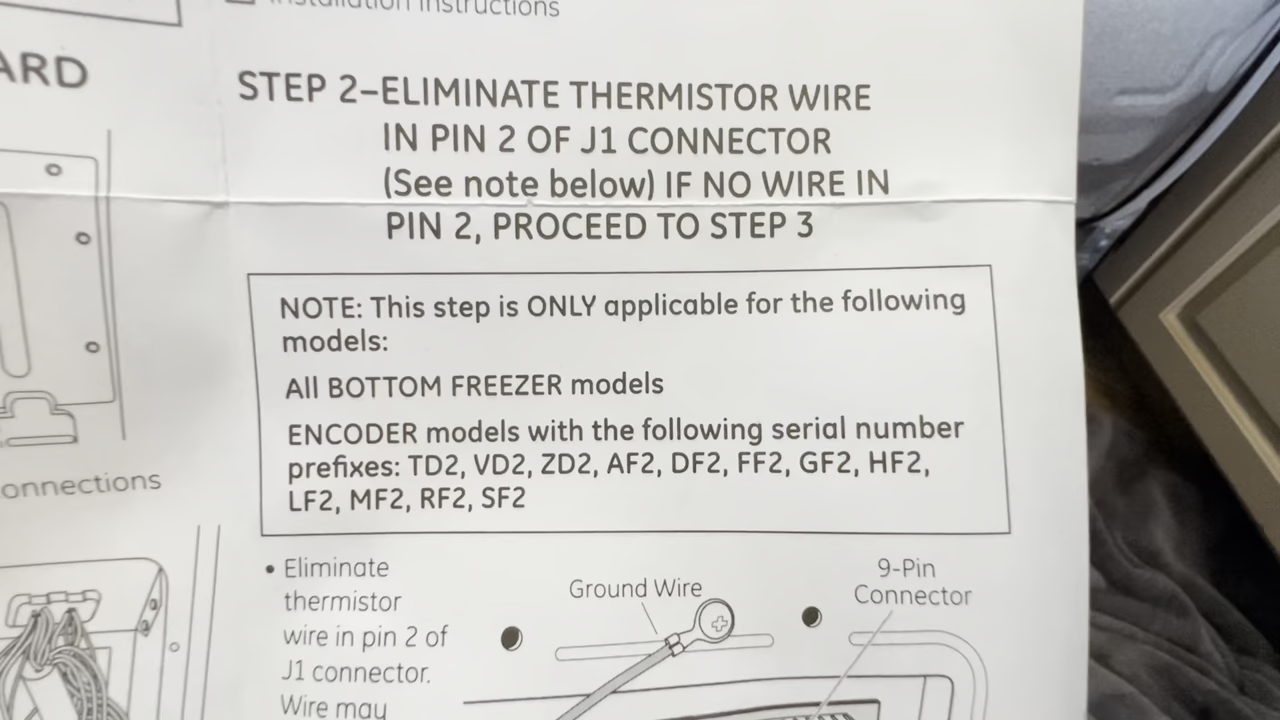 Installation Instructions
ARD
STEP 2–ELIMINATE THERMISTOR WIRE
IN PIN 2 OF J1 CONNECTOR
(See note below) IF NO WIRE IN
PIN 2, PROCEED TO STEP 3
NOTE: This step is ONLY applicable for the following
models:
All BOTTOM FREEZER models
ENCODER models with the following serial number
prefixes: TD2, VD2, ZD2, AF2, DF2, FF2, GF2, HF2,
LF2, MF2, RF2, SF2
onnections
• Eliminate
thermistor
wire in pin 2 of
J1 connector.
Wire may
Ground Wire
9-Pin
Connector